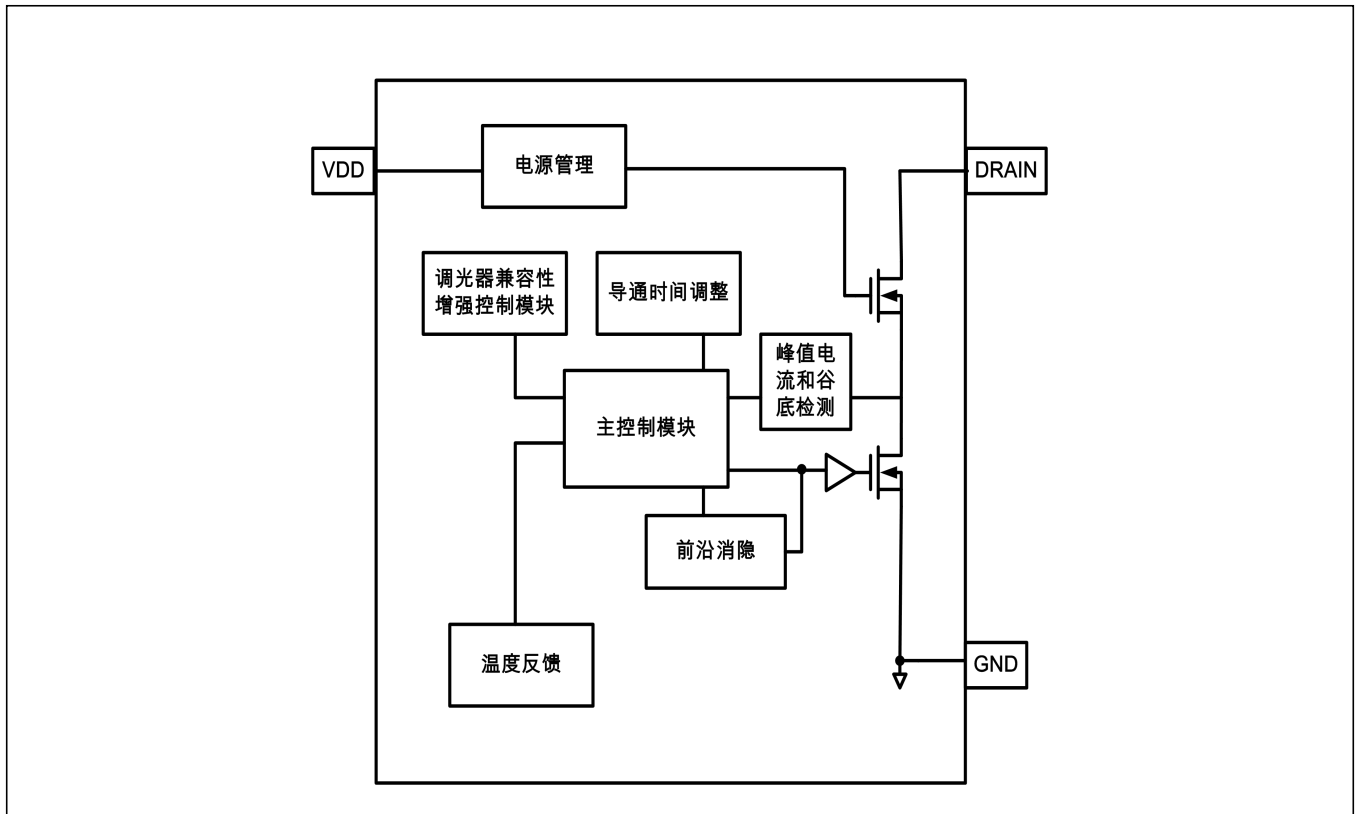 VDD
电源管理
DRAIN
调光器兼容性
增强控制模块
导通时间调整
峰值电
流和谷
底检测
主控制模块
前沿消隐
温度反馈
GND